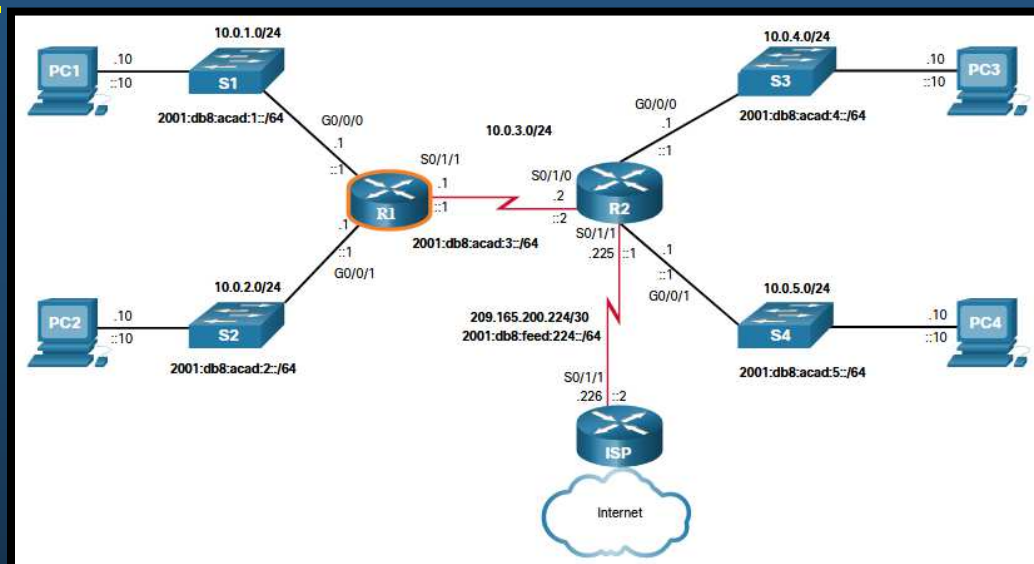 10.0.1.0/24
PC1
.10
::10
S1
2001:db8:acad:1::/64
G0/0/0
.1
::1
10.0.4.0/24
S3
.10
::10
PC3
2001:db8:acad:4::/64
G0/0/0
.1
::1
10.0.3.0/24
S0/1/1
.1
::1
R1
S0/1/0
.2
::2
R2
2001:db8:acad:3::/64
.1
::1
G0/0/1
S0/1/1
.225
::1
.1
::1
G0/0/1
10.0.2.0/24
PC2
.10
::10
S2
2001:db8:acad:2::/64
209.165.200.224/30
2001:db8:feed:224::/64
10.0.5.0/24
S4
.10
::10
PC4
2001:db8:acad:5::/64
S0/1/1
.226
::2
ISP
Internet